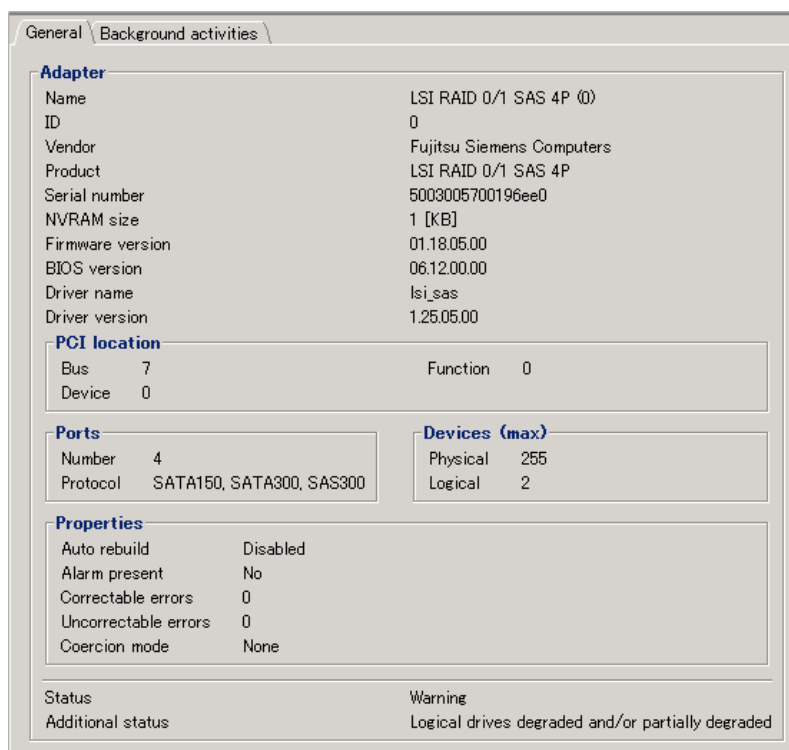 General Background activities
Adapter
Name LSI RAID 0/1 SAS 4P (0)
ID 0
Vendor Fujitsu Siemens Computers
Product LSI RAID 0/1 SAS 4P
Serial number 5003005700196ee0
NVRAM size 1 [KB]
Firmware version 01.18.05.00
BIOS version 06.12.00.00
Driver name lsi_sas
Driver version 1.25.05.00
PCI location
Bus 7 Function 0
Device 0
Ports Devices (max)
Number 4 Physical 255
Protocol SATA150, SATA300, SAS300 Logical 2
Properties
Auto rebuild Disabled
Alarm present No
Correctable errors 0
Uncorrectable errors 0
Coercion mode None
Status Warning
Additional status Logical drives degraded and/or partially degraded